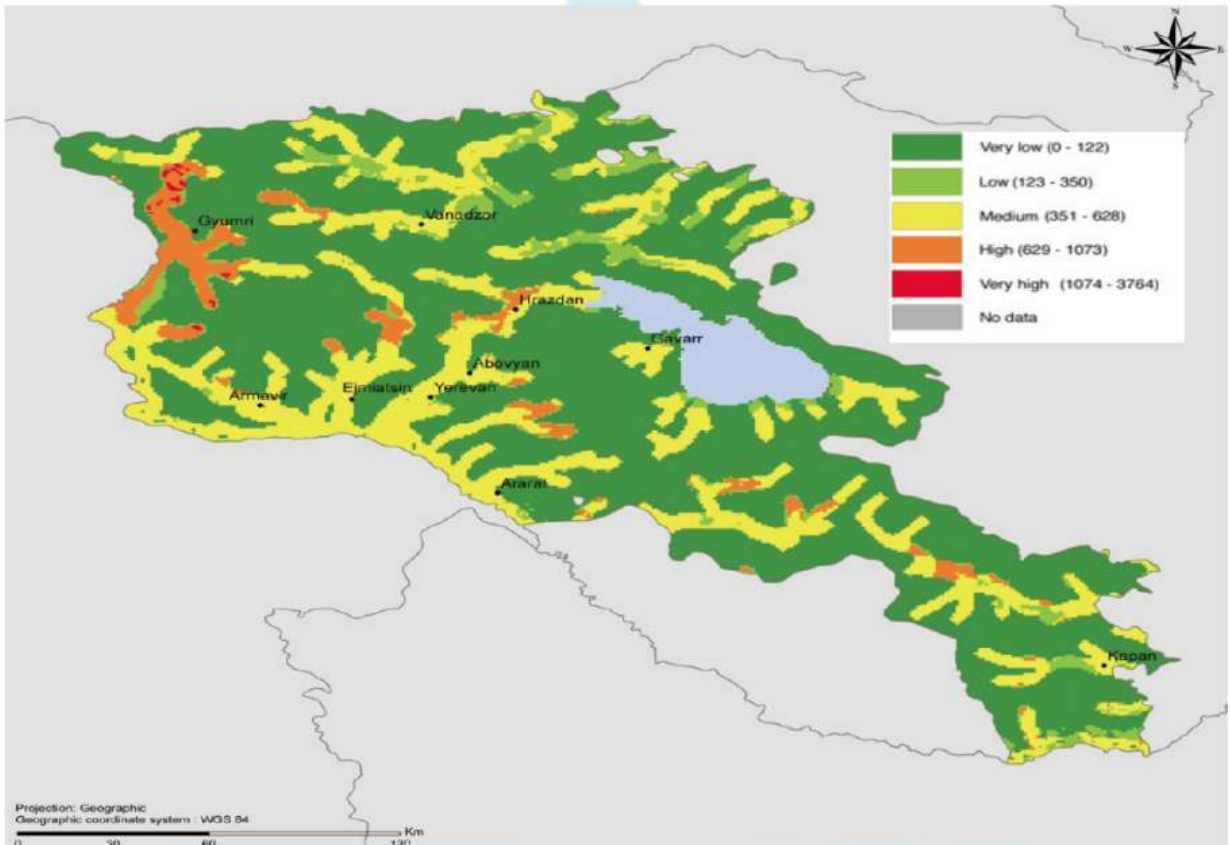 N
W E
S
Very low (0 - 122)
Low (123 - 350)
Medium (351 - 628)
High (629 - 1073)
Very high (1074 - 3764)
No data
Gyumri
Vanadzor
Hrazdan
Gavarr
Abovyan
Armavir
Ejmiatsin
Yerevan
Ararat
Kapan
Projection: Geographic
Geographic coordinate system : WGS 84
Km
0 30 60 120